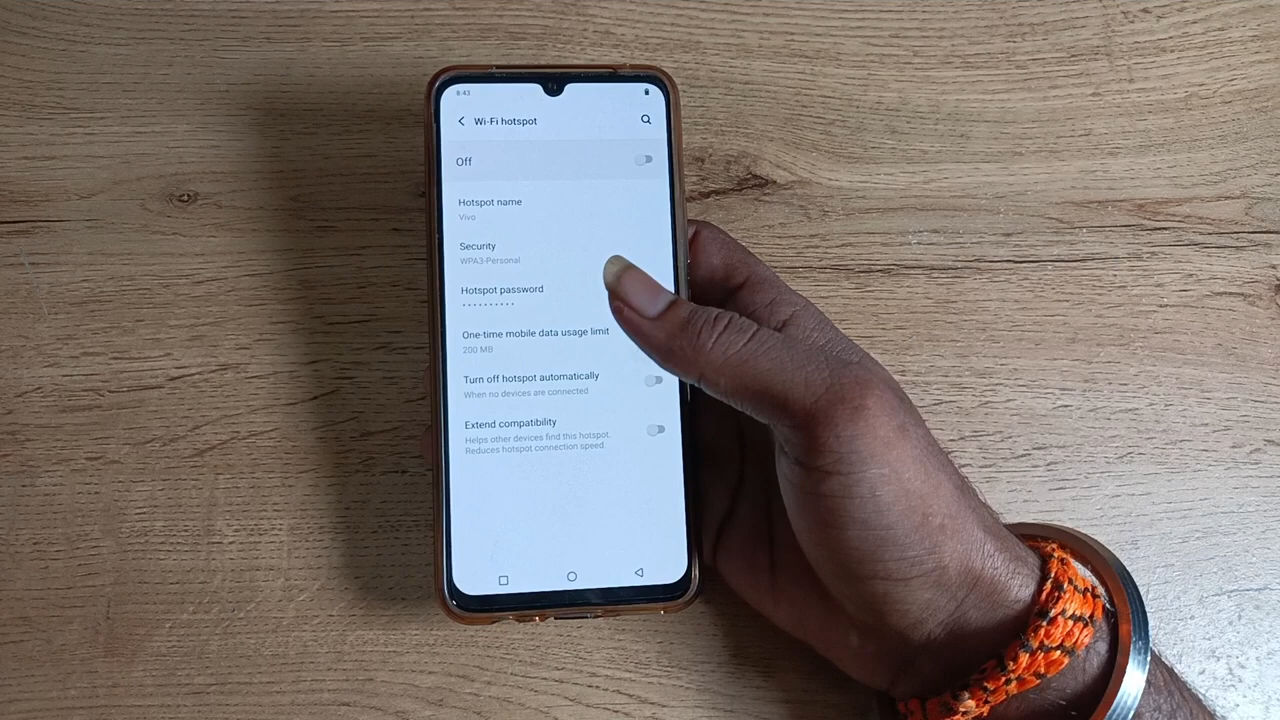 8:43
Wi-Fi hotspot
Off
Hotspot name
Vivo
Security
WPA3-Personal
Hotspot password
••••••••••
One-time mobile data usage limit
200 MB
Turn off hotspot automatically
When no devices are connected
Extend compatibility
Helps other devices find this hotspot.
Reduces hotspot connection speed.